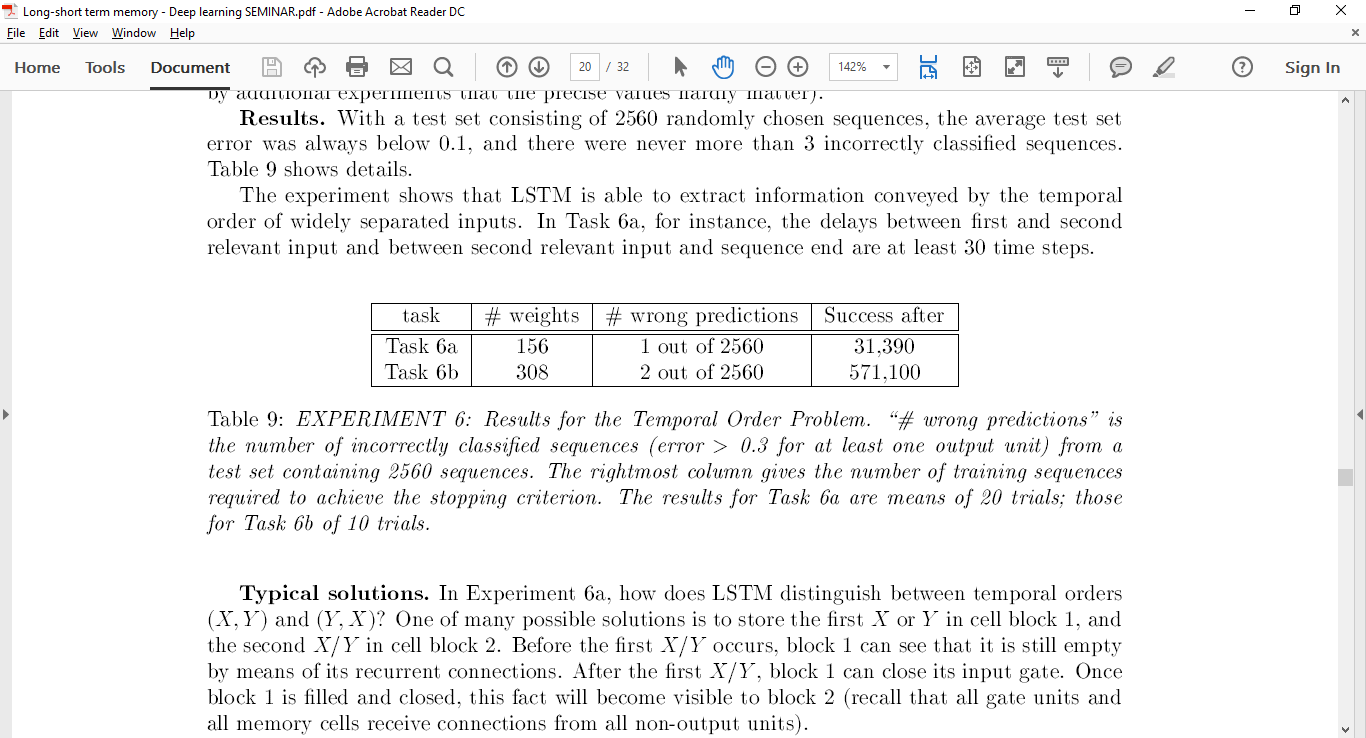 Long-short term memory - Deep learning SEMINAR.pdf - Adobe Acrobat Reader DC
File Edit View Window Help
Home Tools Document 20 / 32 142% Sign In
by additional experiments that the precise values hardly matter).
Results. With a test set consisting of 2560 randomly chosen sequences, the average test set
error was always below 0.1, and there were never more than 3 incorrectly classified sequences.
Table 9 shows details.
The experiment shows that LSTM is able to extract information conveyed by the temporal
order of widely separated inputs. In Task 6a, for instance, the delays between first and second
relevant input and between second relevant input and sequence end are at least 30 time steps.
task # weights # wrong predictions Success after
Task 6a 156 1 out of 2560 31,390
Task 6b 308 2 out of 2560 571,100
Table 9: EXPERIMENT 6: Results for the Temporal Order Problem. “# wrong predictions” is
the number of incorrectly classified sequences (error > 0.3 for at least one output unit) from a
test set containing 2560 sequences. The rightmost column gives the number of training sequences
required to achieve the stopping criterion. The results for Task 6a are means of 20 trials; those
for Task 6b of 10 trials.
Typical solutions. In Experiment 6a, how does LSTM distinguish between temporal orders
(X, Y) and (Y, X)? One of many possible solutions is to store the first X or Y in cell block 1, and
the second X/Y in cell block 2. Before the first X/Y occurs, block 1 can see that it is still empty
by means of its recurrent connections. After the first X/Y, block 1 can close its input gate. Once
block 1 is filled and closed, this fact will become visible to block 2 (recall that all gate units and
all memory cells receive connections from all non-output units).